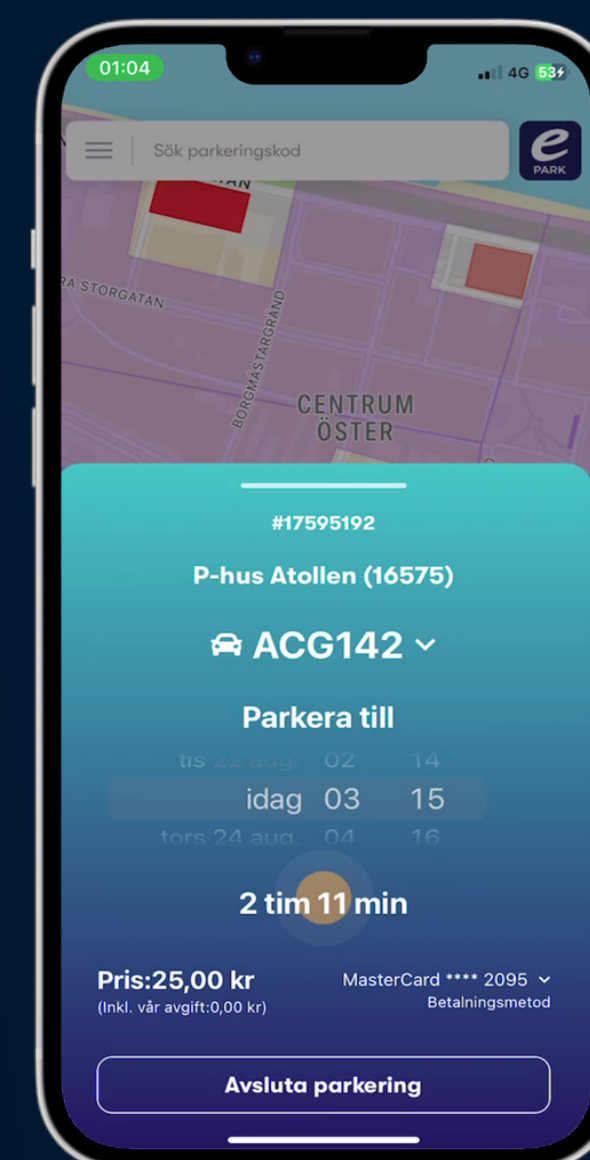 01:04
4G 53
Sök parkeringskod
e
PARK
RA STORGATAN
BORGMÄSTARGRÄND
CENTRUM
ÖSTER
#17595192
P-hus Atollen (16575)
ACG142
Parkera till
tis 22 aug. 02 14
idag 03 15
tors 24 aug. 04 16
2 tim 11 min
Pris:25,00 kr
MasterCard **** 2095
(Inkl. vår avgift:0,00 kr)
Betalningsmetod
Avsluta parkering